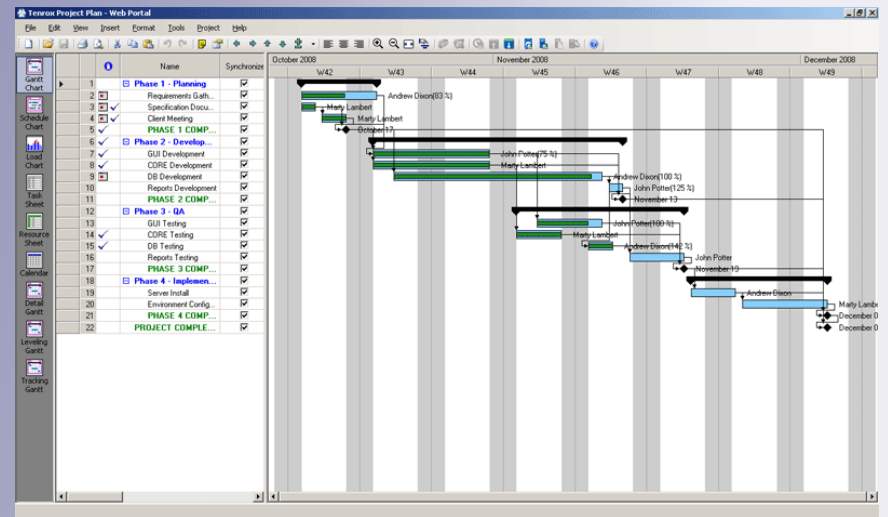 Tenrox Project Plan - Web Portal
File Edit View Insert Format Tools Project Help
Gantt Chart
Schedule Chart
Load Chart
Task Sheet
Resource Sheet
Calendar
Detail Gantt
Leveling Gantt
Tracking Gantt
Name Synchronize
1 Phase 1 - Planning
2 Requirements Gath...
3 Specification Docu...
4 Client Meeting
5 PHASE 1 COMP...
6 Phase 2 - Develop...
7 GUI Development
8 CORE Development
9 DB Development
10 Reports Development
11 PHASE 2 COMP...
12 Phase 3 - QA
13 GUI Testing
14 CORE Testing
15 DB Testing
16 Reports Testing
17 PHASE 3 COMP...
18 Phase 4 - Implemen...
19 Server Install
20 Environment Config...
21 PHASE 4 COMP...
22 PROJECT COMPLE...
October 2008 November 2008 December 2008
W42 W43 W44 W45 W46 W47 W48 W49
Andrew Dixon(83 %)
Marty Lambert
Marty Lambert
October 17
John Potter(75 %)
Marty Lambert
Andrew Dixon(100 %)
John Potter(125 %)
November 13
John Potter(100 %)
Marty Lambert
Andrew Dixon(142 %)
John Potter
November 19
Andrew Dixon
Marty Lambe
December 0
December 0